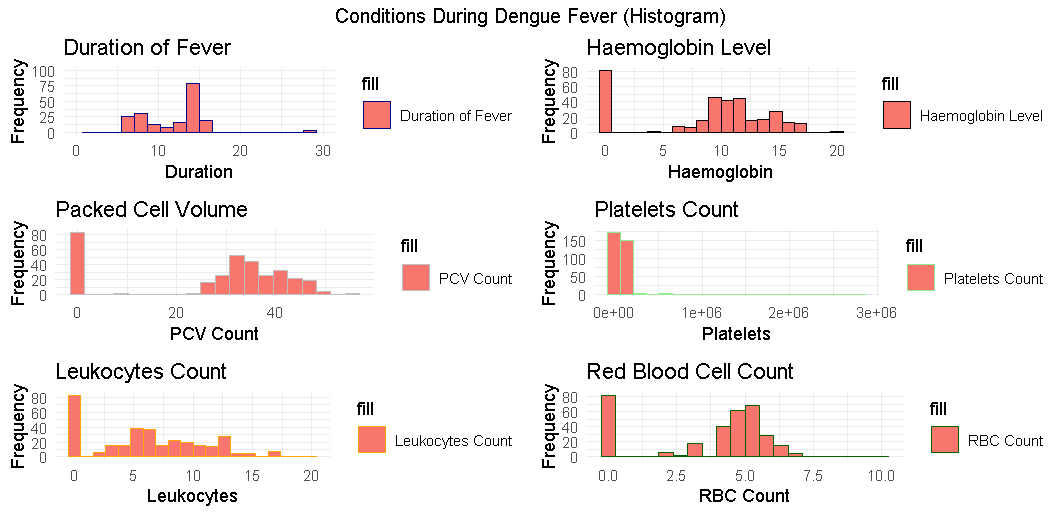 Conditions During Dengue Fever (Histogram)
Duration of Fever
Frequency
100
75
50
25
0
0 10 20 30
Duration
fill
Duration of Fever
Haemoglobin Level
Frequency
80
60
40
20
0
0 5 10 15 20
Haemoglobin
fill
Haemoglobin Level
Packed Cell Volume
Frequency
80
60
40
20
0
0 20 40
PCV Count
fill
PCV Count
Platelets Count
Frequency
150
100
50
0
0e+00 1e+06 2e+06 3e+06
Platelets
fill
Platelets Count
Leukocytes Count
Frequency
80
60
40
20
0
0 5 10 15 20
Leukocytes
fill
Leukocytes Count
Red Blood Cell Count
Frequency
80
60
40
20
0
0.0 2.5 5.0 7.5 10.0
RBC Count
fill
RBC Count